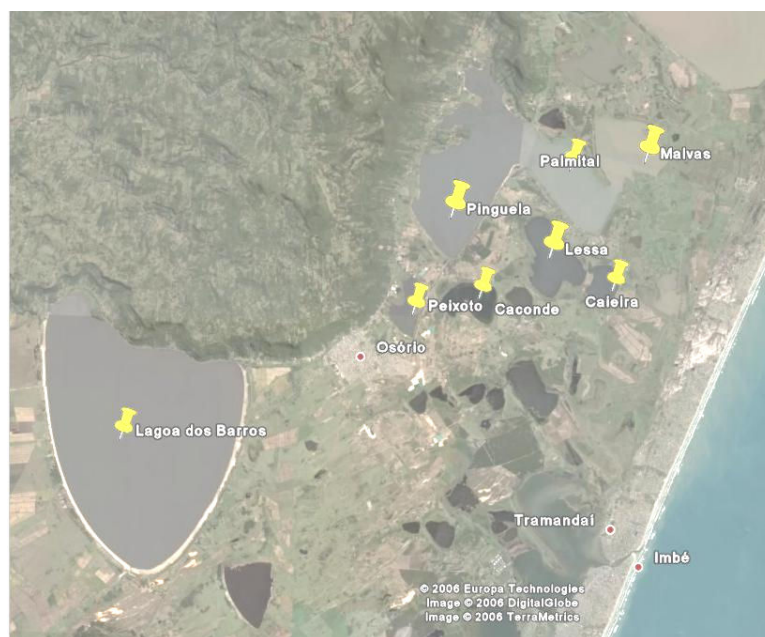 Palmital
Malvas
Pinguela
Lessa
Peixoto
Caconde
Caieira
Osório
Lagoa dos Barros
Tramandaí
Imbé
© 2006 Europa Technologies
Image © 2006 DigitalGlobe
Image © 2006 TerraMetrics